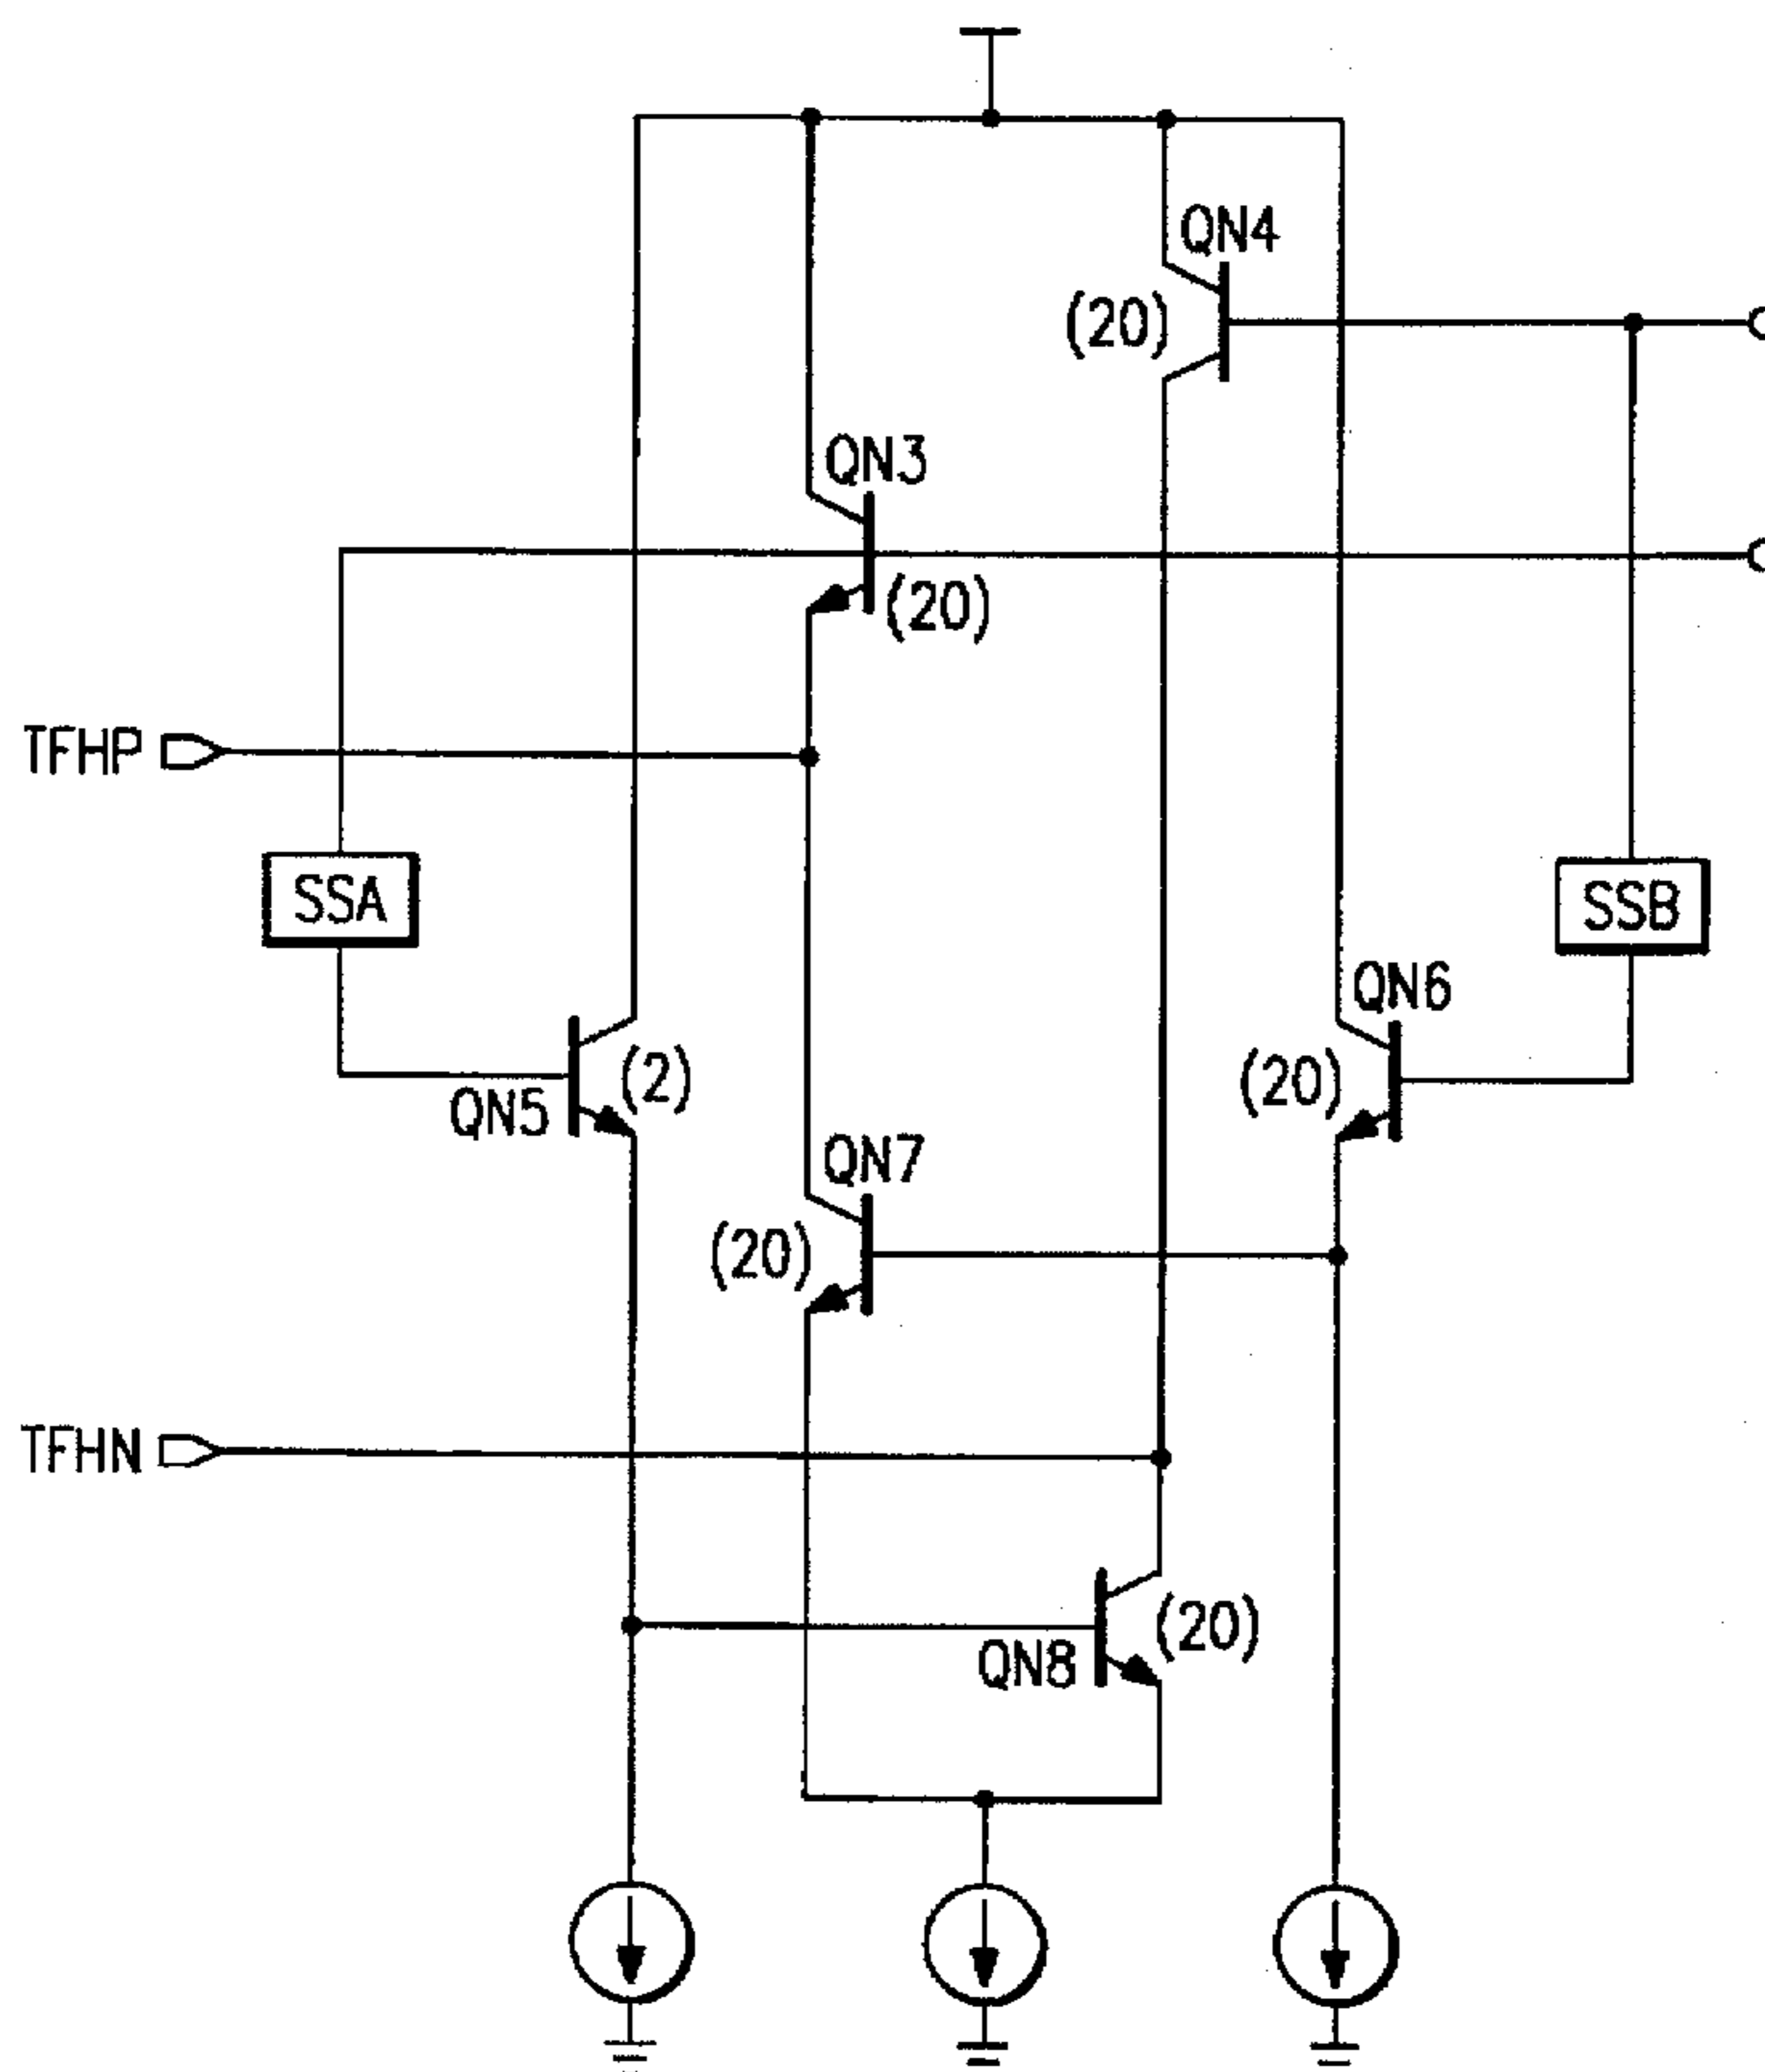 QN4
(20)
QN3
(20)
TFHP
SSA
SSB
QN6
(2)
(20)
QN5
QN7
(20)
TFHN
(20)
QN8